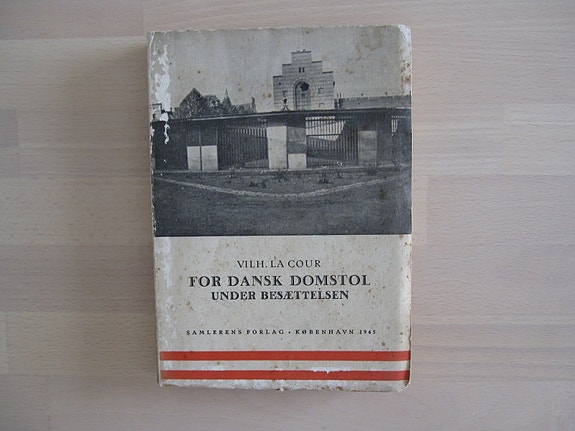 VILH. LA COUR
FOR DANSK DOMSTOL
UNDER BESÆTTELSEN
SAMLERENS FORLAG • KØBENHAVN 1945